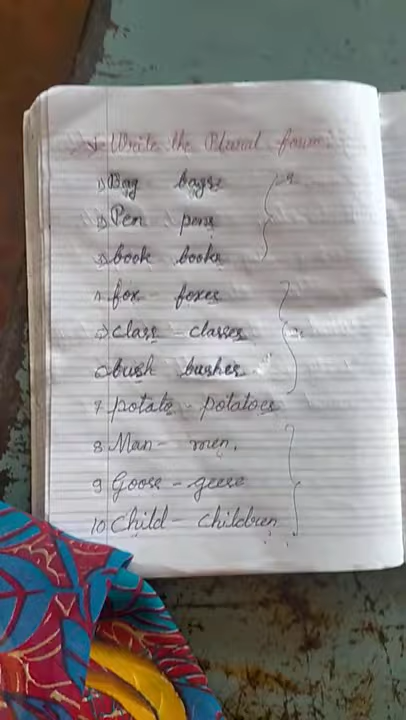 Write the Plural form:
1) Bag bags
2) Pen pens
3) book books
4) fox - foxes
5) class - classes
6) bush bushes
7 potato - potatoes
8 Man - men.
9 Goose - geese
10 Child - children